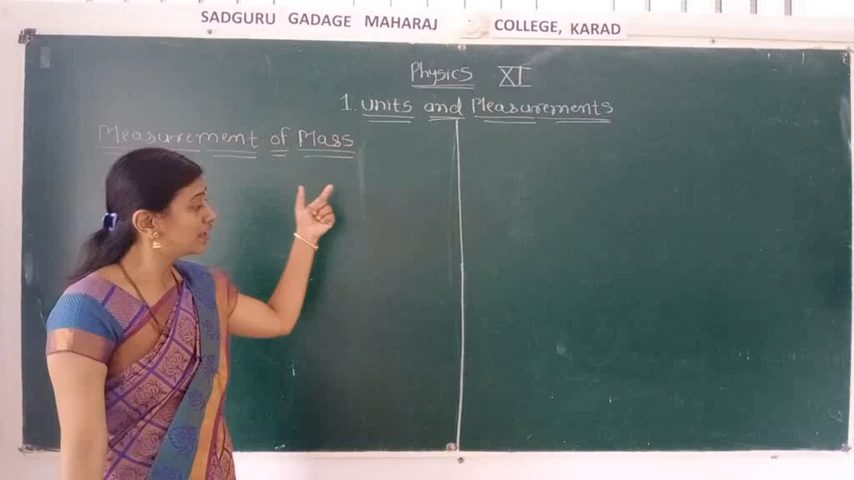 SADGURU GADAGE MAHARAJ COLLEGE, KARAD
Physics XI
1. Units and Measurements
Measurement of Mass